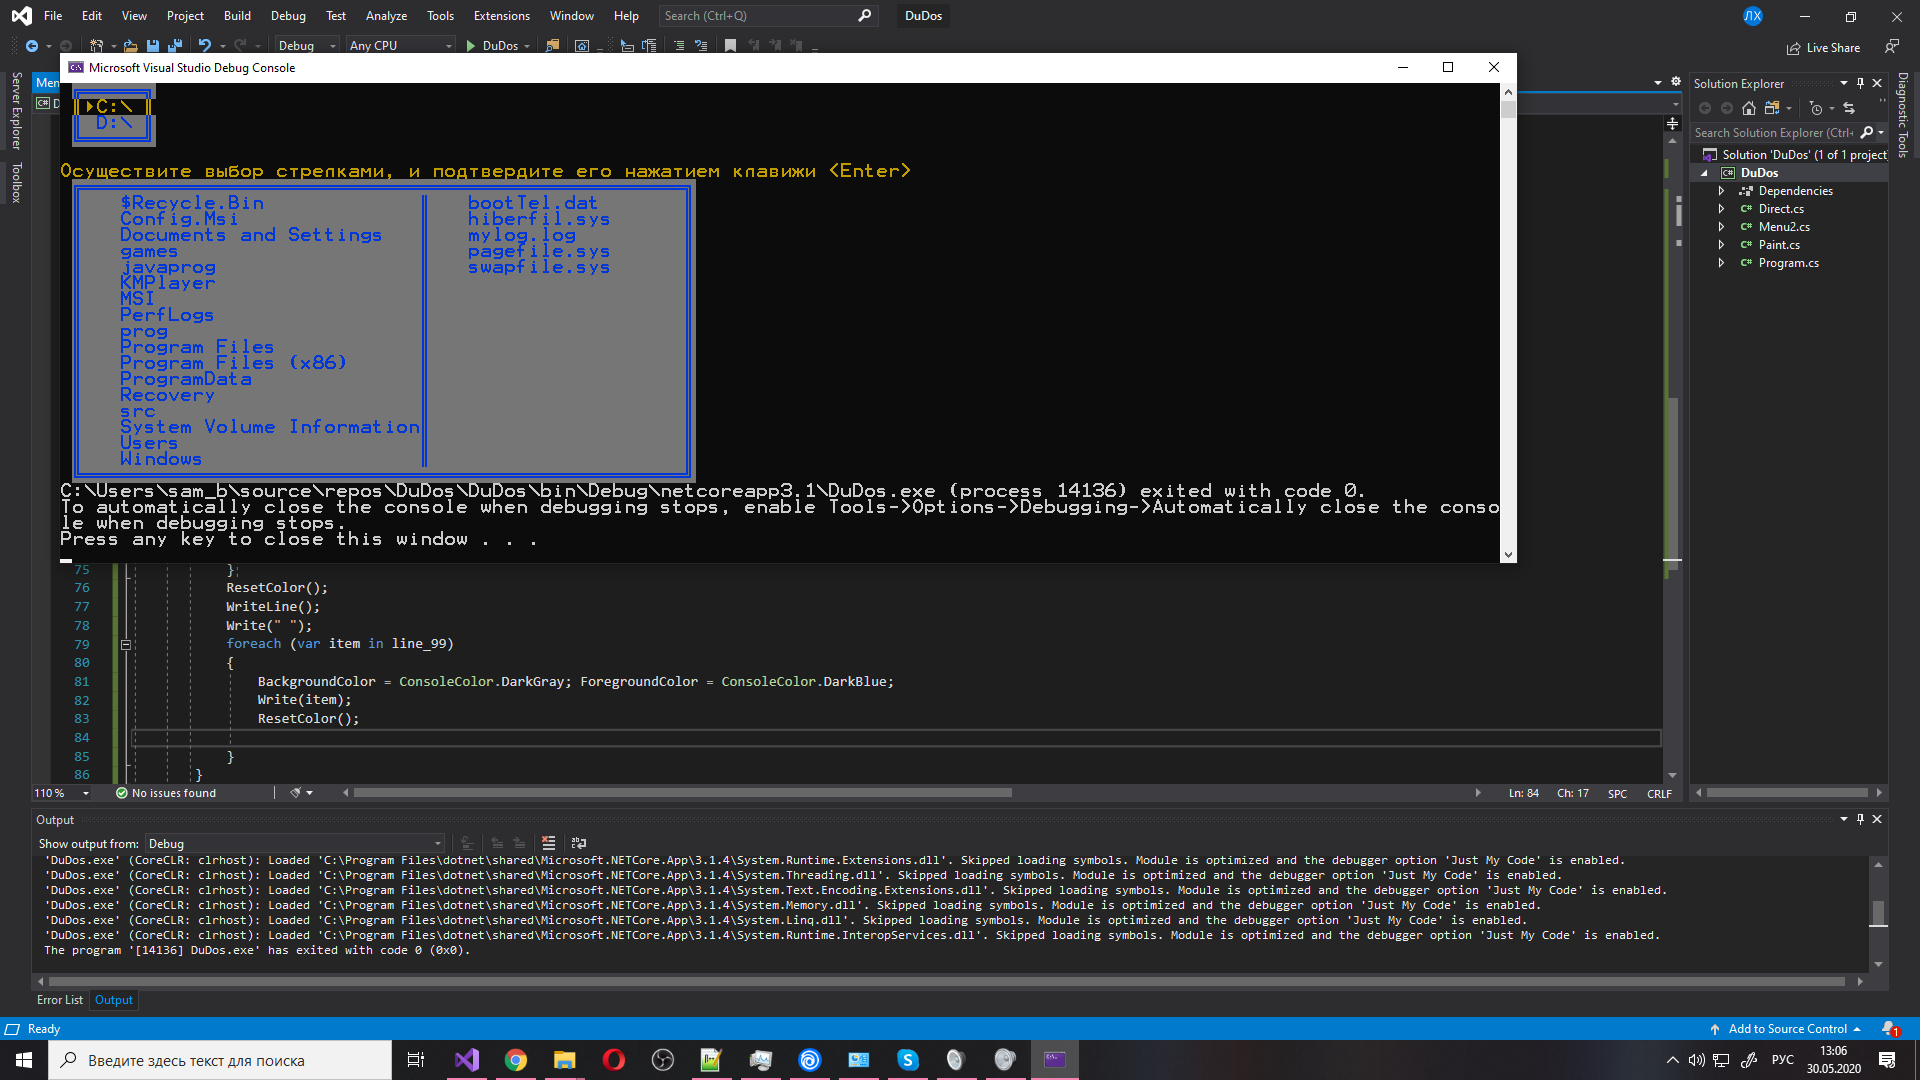 File Edit View Project Build Debug Test Analyze Tools Extensions Window Help Search (Ctrl+Q) DuDos ЛХ
Debug Any CPU DuDos Live Share
Microsoft Visual Studio Debug Console
C:\
D:\
Осуществите выбор стрелками, и подтвердите его нажатием клавижи <Enter>
$Recycle.Bin bootTel.dat
Config.Msi hiberfil.sys
Documents and Settings mylog.log
games pagefile.sys
javaprog swapfile.sys
KMPlayer
MSI
PerfLogs
prog
Program Files
Program Files (x86)
ProgramData
Recovery
src
System Volume Information
Users
Windows
C:\Users\sam_b\source\repos\DuDos\DuDos\bin\Debug\netcoreapp3.1\DuDos.exe (process 14136) exited with code 0.
To automatically close the console when debugging stops, enable Tools->Options->Debugging->Automatically close the conso
le when debugging stops.
Press any key to close this window . . .
Server Explorer
Toolbox
Men
C# D
75 }
76 ResetColor();
77 WriteLine();
78 Write(" ");
79 foreach (var item in line_99)
80 {
81 BackgroundColor = ConsoleColor.DarkGray; ForegroundColor = ConsoleColor.DarkBlue;
82 Write(item);
83 ResetColor();
84
85 }
86 }
110 % No issues found Ln: 84 Ch: 17 SPC CRLF
Solution Explorer
Search Solution Explorer (Ctrl+
Solution 'DuDos' (1 of 1 project)
C# DuDos
Dependencies
C# Direct.cs
C# Menu2.cs
C# Paint.cs
C# Program.cs
Diagnostic Tools
Output
Show output from: Debug
'DuDos.exe' (CoreCLR: clrhost): Loaded 'C:\Program Files\dotnet\shared\Microsoft.NETCore.App\3.1.4\System.Runtime.Extensions.dll'. Skipped loading symbols. Module is optimized and the debugger option 'Just My Code' is enabled.
'DuDos.exe' (CoreCLR: clrhost): Loaded 'C:\Program Files\dotnet\shared\Microsoft.NETCore.App\3.1.4\System.Threading.dll'. Skipped loading symbols. Module is optimized and the debugger option 'Just My Code' is enabled.
'DuDos.exe' (CoreCLR: clrhost): Loaded 'C:\Program Files\dotnet\shared\Microsoft.NETCore.App\3.1.4\System.Text.Encoding.Extensions.dll'. Skipped loading symbols. Module is optimized and the debugger option 'Just My Code' is enabled.
'DuDos.exe' (CoreCLR: clrhost): Loaded 'C:\Program Files\dotnet\shared\Microsoft.NETCore.App\3.1.4\System.Memory.dll'. Skipped loading symbols. Module is optimized and the debugger option 'Just My Code' is enabled.
'DuDos.exe' (CoreCLR: clrhost): Loaded 'C:\Program Files\dotnet\shared\Microsoft.NETCore.App\3.1.4\System.Linq.dll'. Skipped loading symbols. Module is optimized and the debugger option 'Just My Code' is enabled.
'DuDos.exe' (CoreCLR: clrhost): Loaded 'C:\Program Files\dotnet\shared\Microsoft.NETCore.App\3.1.4\System.Runtime.InteropServices.dll'. Skipped loading symbols. Module is optimized and the debugger option 'Just My Code' is enabled.
The program '[14136] DuDos.exe' has exited with code 0 (0x0).
Error List Output
Ready Add to Source Control 1
Введите здесь текст для поиска РУС 13:06
30.05.2020